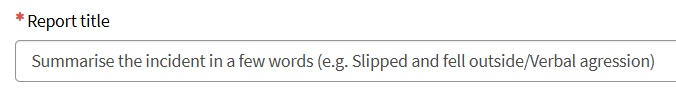 * Report title
Summarise the incident in a few words (e.g. Slipped and fell outside/Verbal agression)